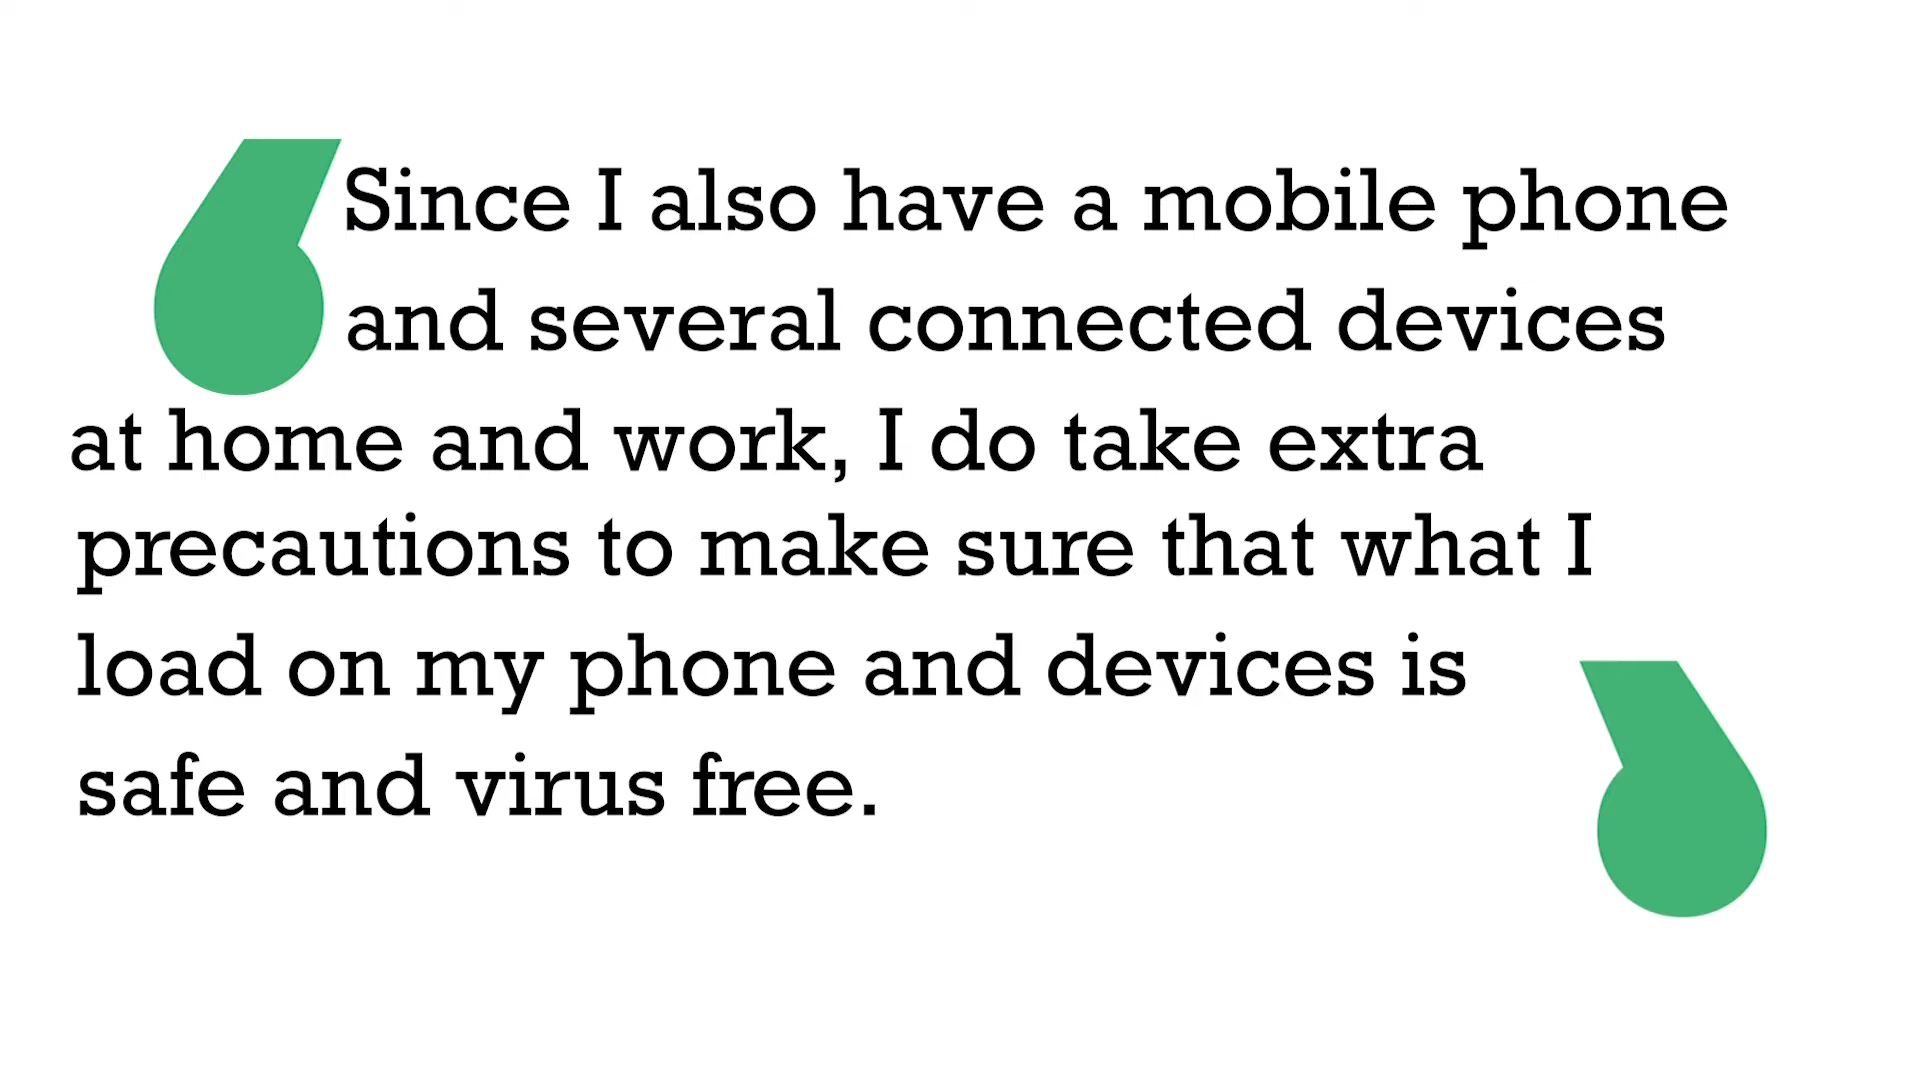 Since I also have a mobile phone
and several connected devices
at home and work, I do take extra
precautions to make sure that what I
load on my phone and devices is
safe and virus free.